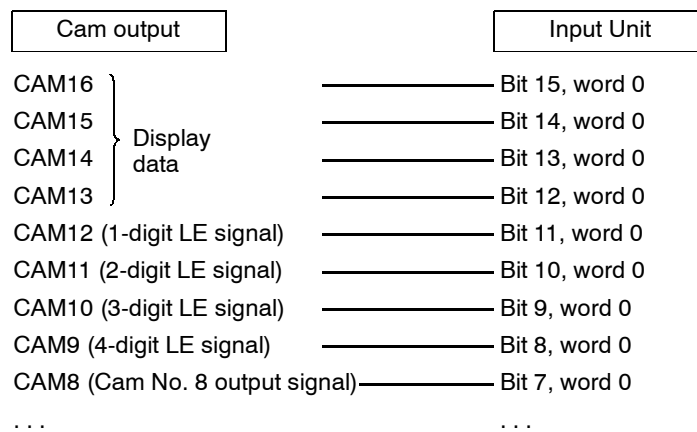 Cam output Input Unit
CAM16 Bit 15, word 0
CAM15 Bit 14, word 0
Display
data
CAM14 Bit 13, word 0
CAM13 Bit 12, word 0
CAM12 (1-digit LE signal) Bit 11, word 0
CAM11 (2-digit LE signal) Bit 10, word 0
CAM10 (3-digit LE signal) Bit 9, word 0
CAM9 (4-digit LE signal) Bit 8, word 0
CAM8 (Cam No. 8 output signal) Bit 7, word 0
. . . . . .